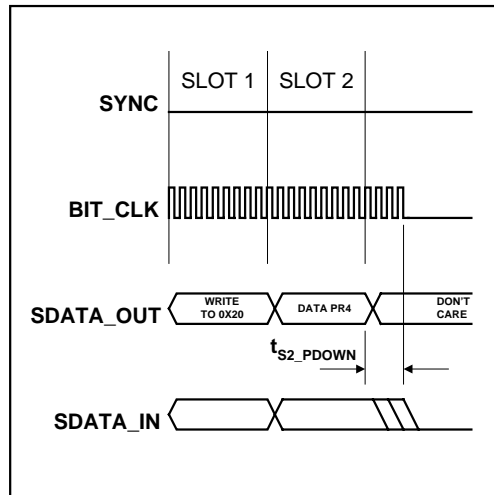 SLOT 1 SLOT 2
SYNC
BIT_CLK
WRITE
TO 0X20
DATA PR4
DON'T
CARE
SDATA_OUT
tS2_PDOWN
SDATA_IN